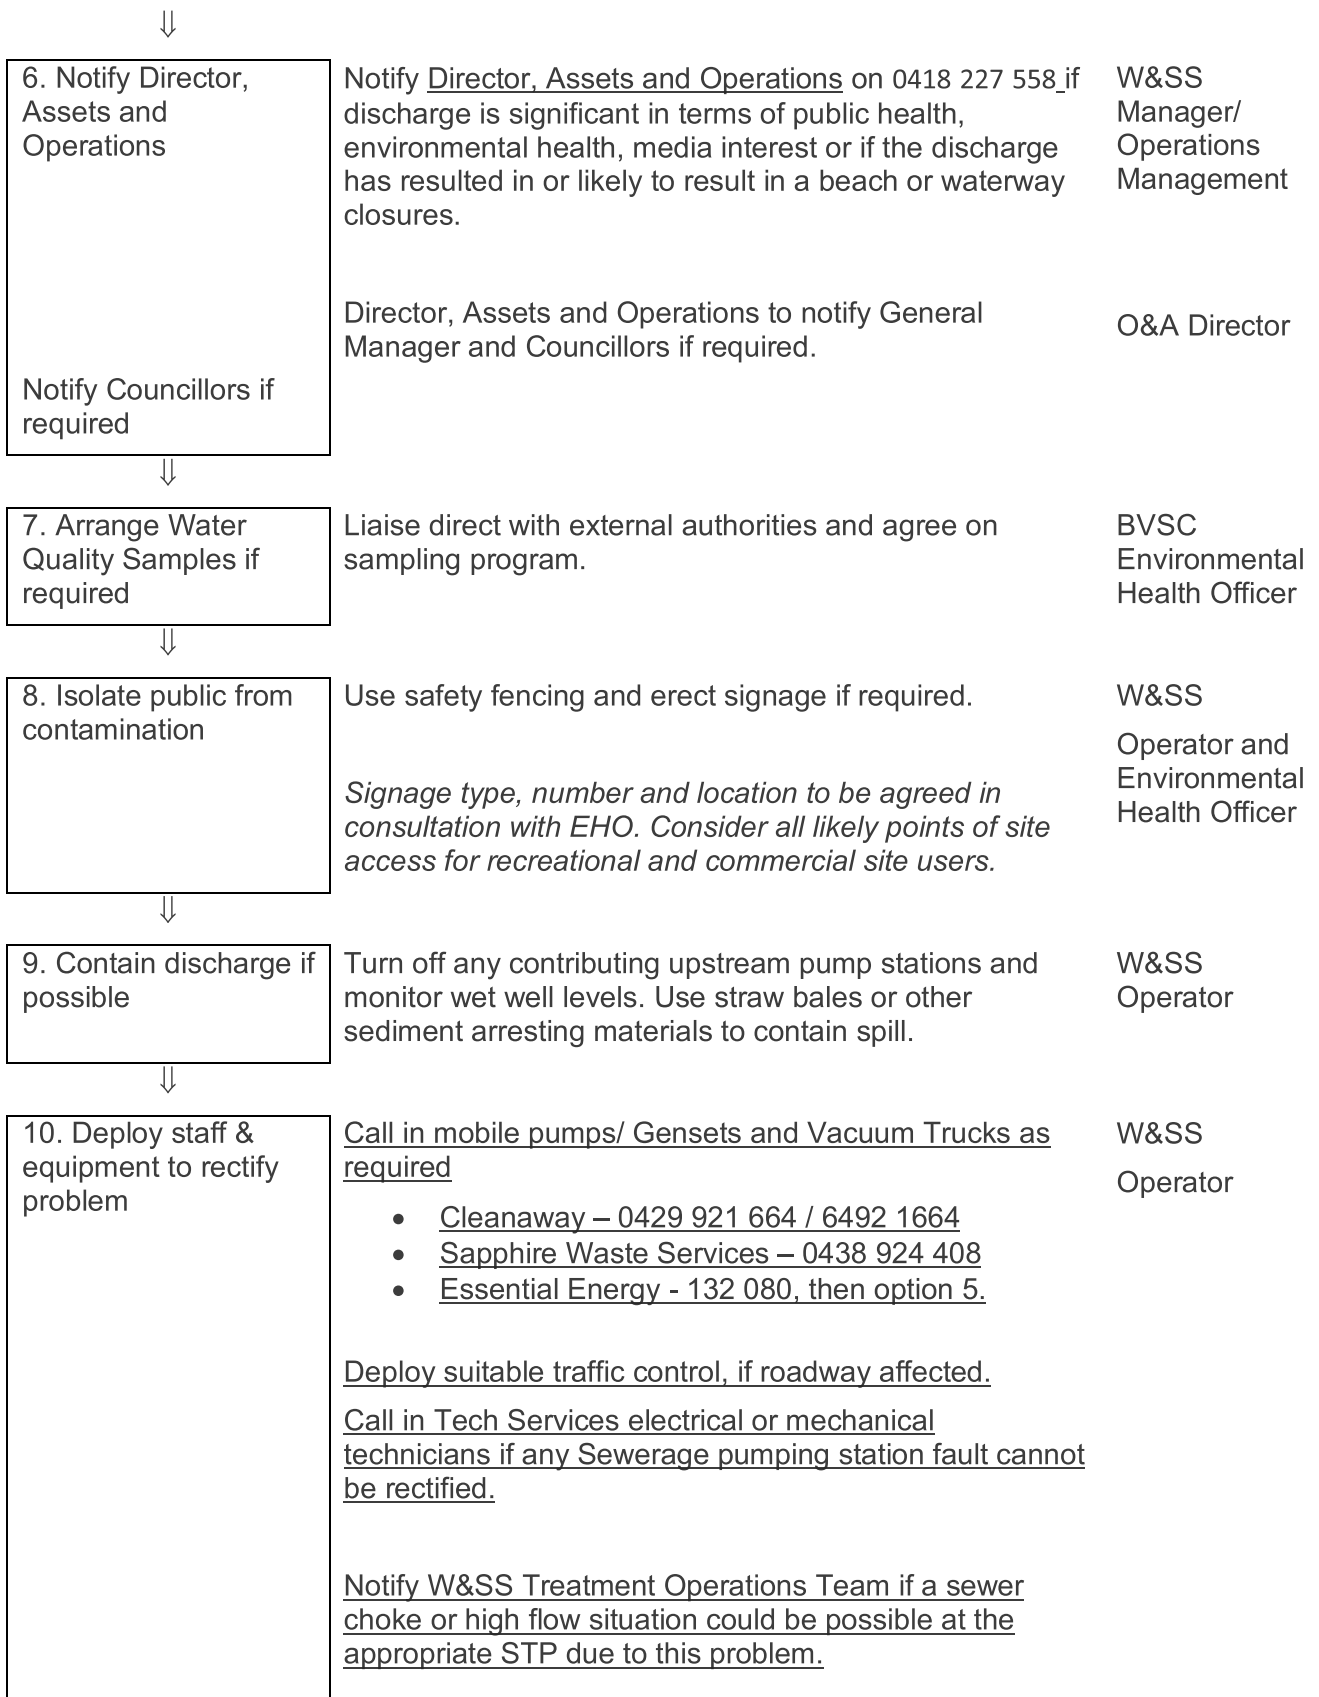 ⇓
6. Notify Director,
Assets and
Operations
Notify Councillors if
required
Notify Director, Assets and Operations on 0418 227 558 if
discharge is significant in terms of public health,
environmental health, media interest or if the discharge
has resulted in or likely to result in a beach or waterway
closures.
Director, Assets and Operations to notify General
Manager and Councillors if required.
W&SS
Manager/
Operations
Management
O&A Director
⇓
7. Arrange Water
Quality Samples if
required
Liaise direct with external authorities and agree on
sampling program.
BVSC
Environmental
Health Officer
⇓
8. Isolate public from
contamination
Use safety fencing and erect signage if required.
Signage type, number and location to be agreed in
consultation with EHO. Consider all likely points of site
access for recreational and commercial site users.
W&SS
Operator and
Environmental
Health Officer
⇓
9. Contain discharge if
possible
Turn off any contributing upstream pump stations and
monitor wet well levels. Use straw bales or other
sediment arresting materials to contain spill.
W&SS
Operator
⇓
10. Deploy staff &
equipment to rectify
problem
Call in mobile pumps/ Gensets and Vacuum Trucks as
required
• Cleanaway – 0429 921 664 / 6492 1664
• Sapphire Waste Services – 0438 924 408
• Essential Energy - 132 080, then option 5.
Deploy suitable traffic control, if roadway affected.
Call in Tech Services electrical or mechanical
technicians if any Sewerage pumping station fault cannot
be rectified.
Notify W&SS Treatment Operations Team if a sewer
choke or high flow situation could be possible at the
appropriate STP due to this problem.
W&SS
Operator